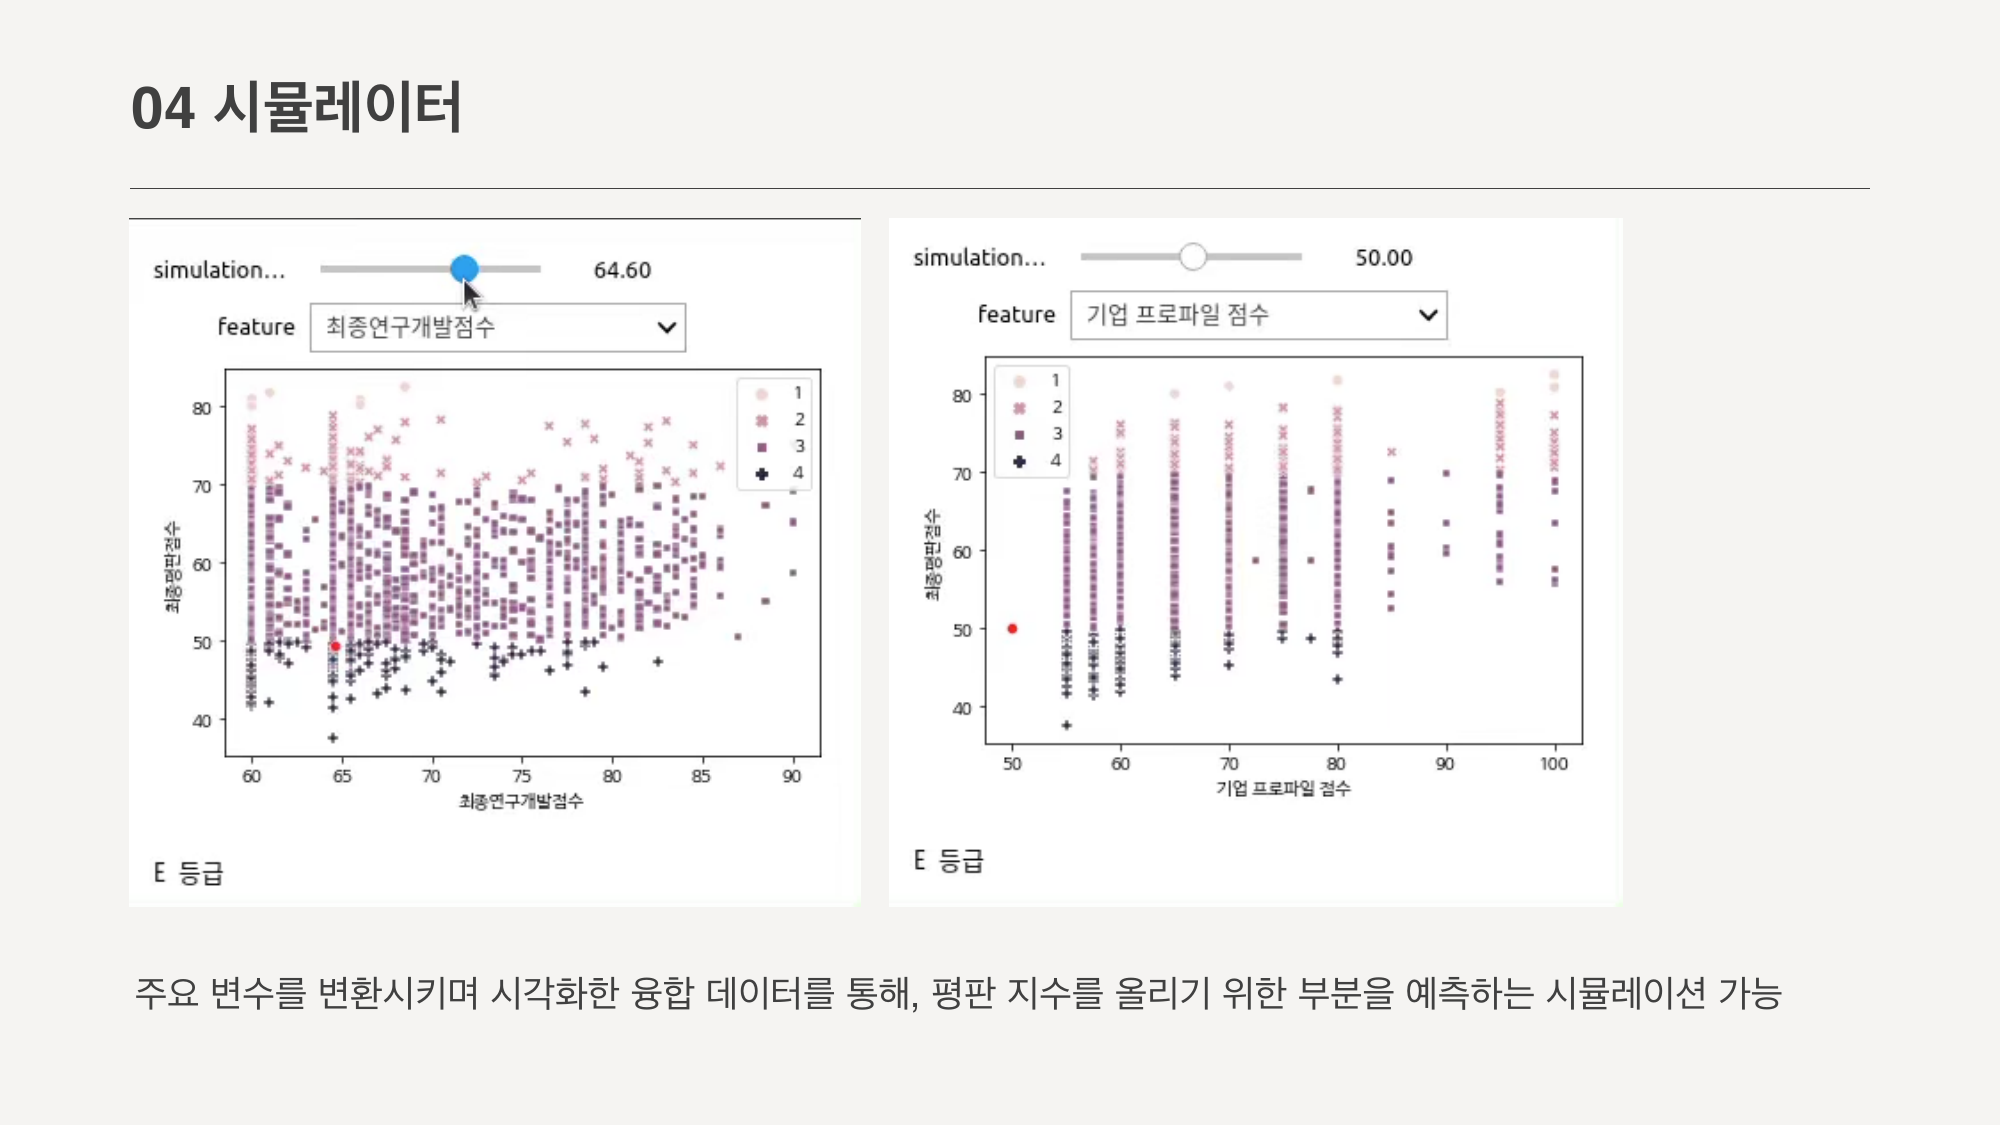 04 시뮬레이터
simulation... 64.60
feature 최종연구개발점수
1
2
3
4
80
70
60
50
40
최종평판점수
60 65 70 75 80 85 90
최종연구개발점수
E 등급
simulation... 50.00
feature 기업 프로파일 점수
1
2
3
4
80
70
60
50
40
최종평판점수
50 60 70 80 90 100
기업 프로파일 점수
E 등급
주요 변수를 변환시키며 시각화한 융합 데이터를 통해, 평판 지수를 올리기 위한 부분을 예측하는 시뮬레이션 가능